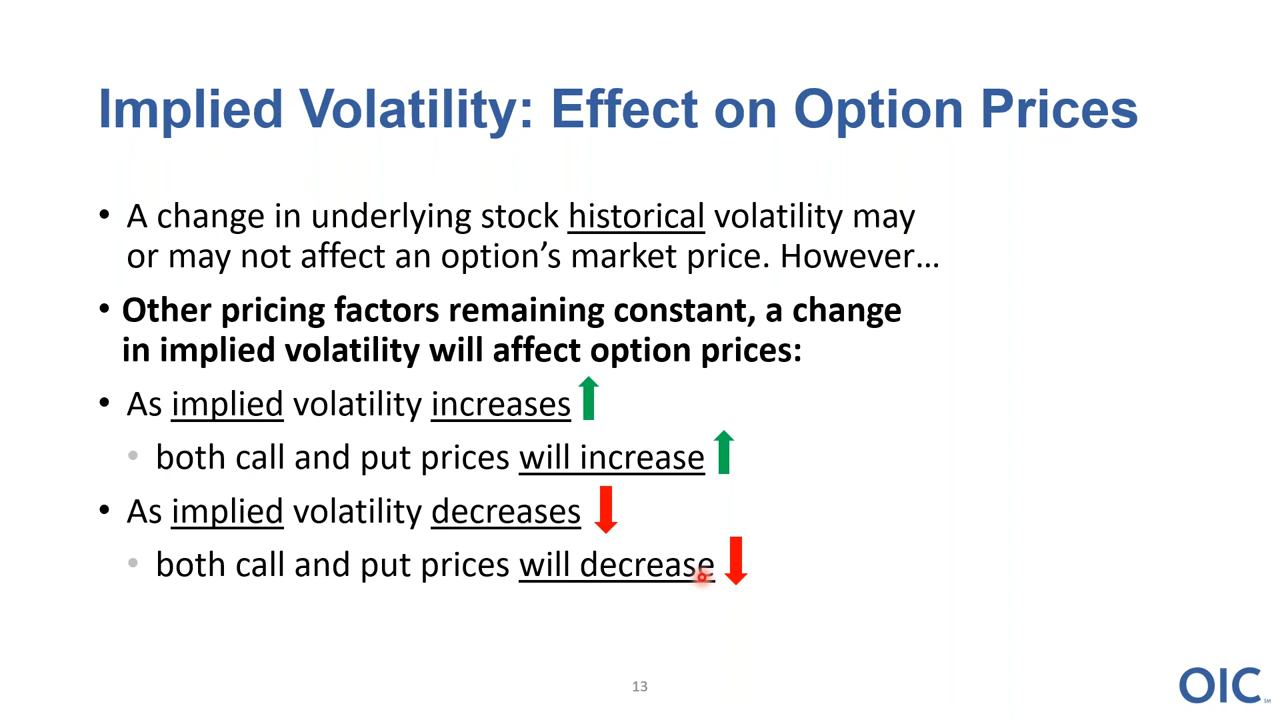 Implied Volatility: Effect on Option Prices
• A change in underlying stock historical volatility may
or may not affect an option’s market price. However…
• Other pricing factors remaining constant, a change
in implied volatility will affect option prices:
• As implied volatility increases
• both call and put prices will increase
• As implied volatility decreases
• both call and put prices will decrease
13
OIC℠